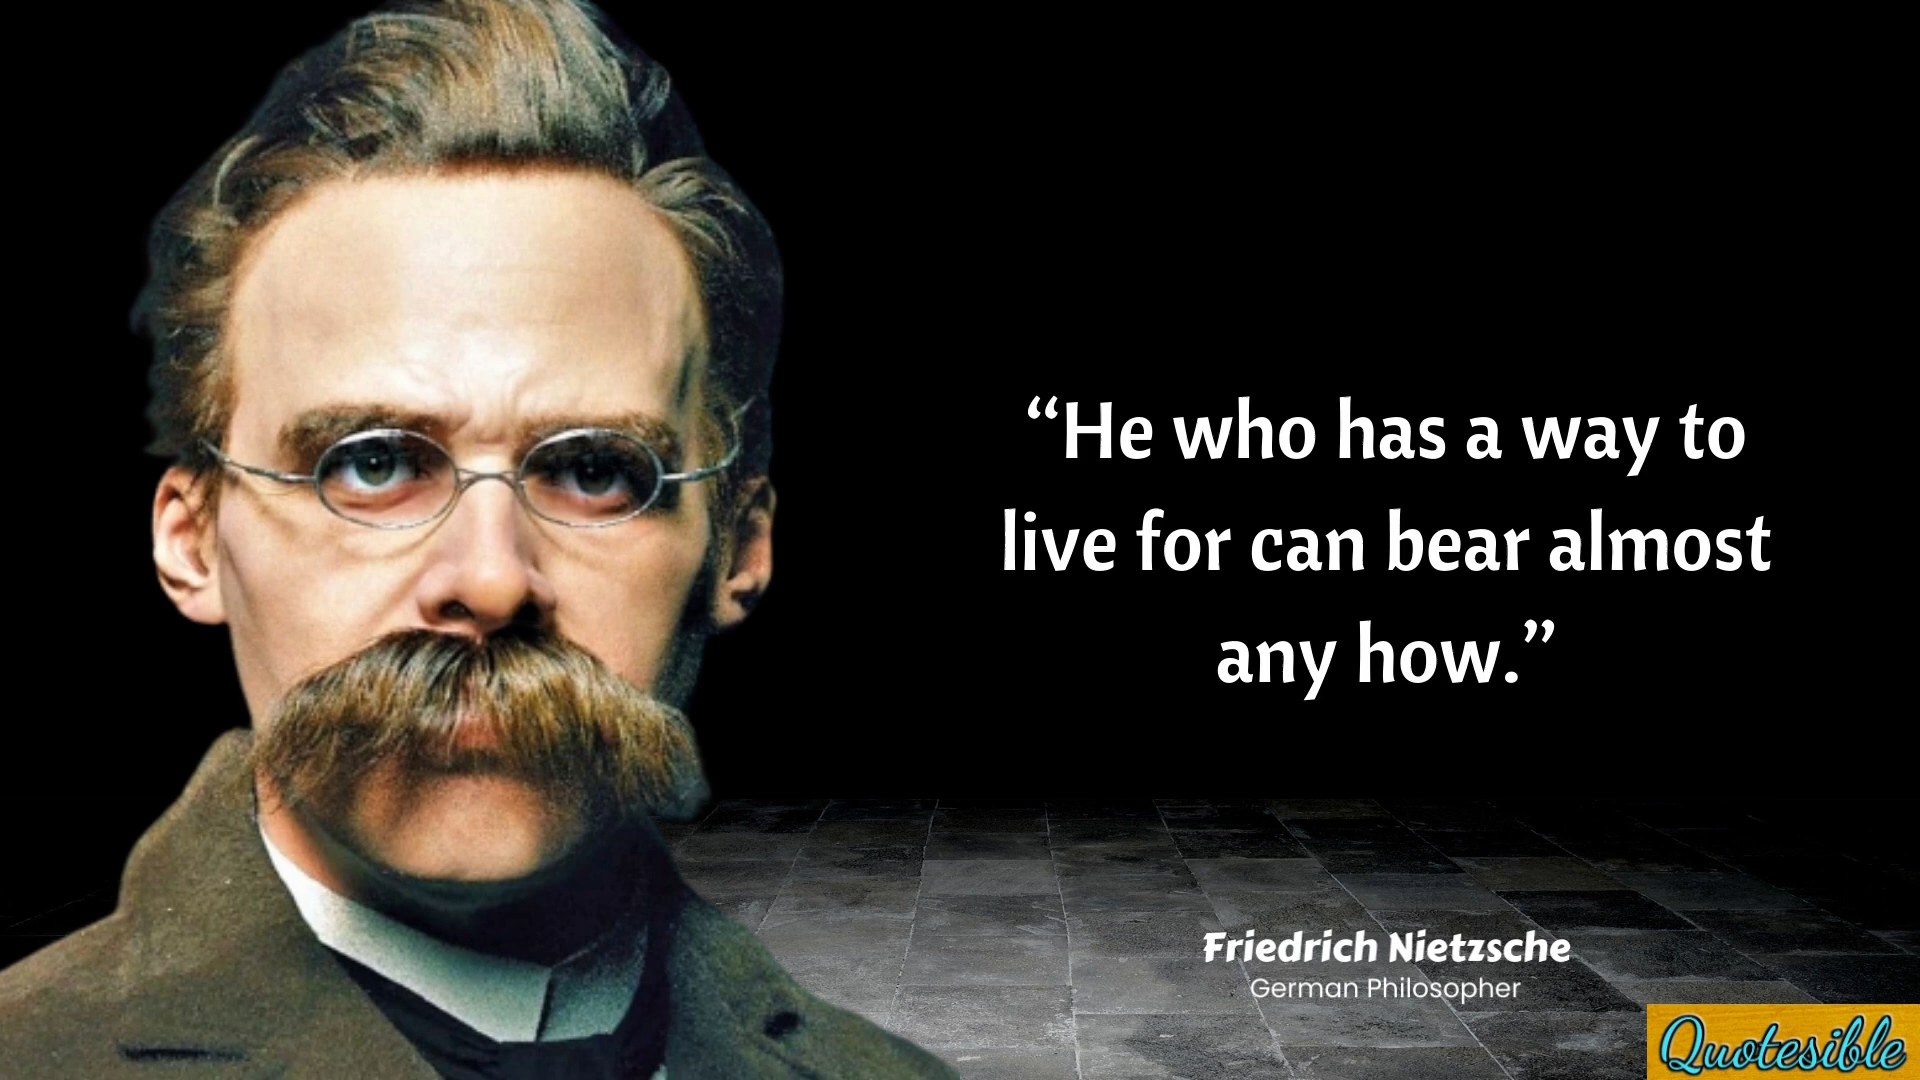 “He who has a way to
live for can bear almost
any how.”
Friedrich Nietzsche
German Philosopher
Quotesible